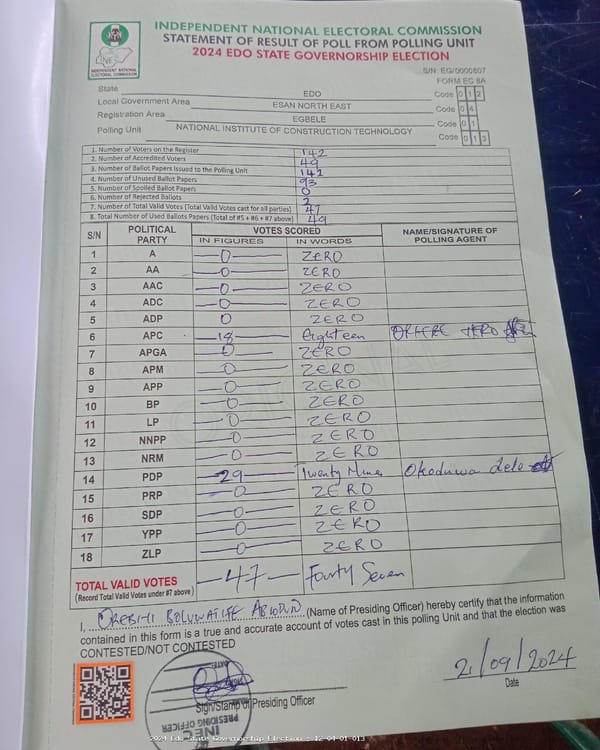 INDEPENDENT NATIONAL ELECTORAL COMMISSION
STATEMENT OF RESULT OF POLL FROM POLLING UNIT
2024 EDO STATE GOVERNORSHIP ELECTION
INEC
INDEPENDENT NATIONAL ELECTORAL COMMISSION
S/N: EG/0000807
FORM EC 8A
State EDO Code 0 1 2
Local Government Area ESAN NORTH EAST Code 0 4
Registration Area EGBELE Code 0 1
Polling Unit NATIONAL INSTITUTE OF CONSTRUCTION TECHNOLOGY Code 0 1 3
1. Number of Voters on the Register 142
2. Number of Accredited Voters 49
3. Number of Ballot Papers Issued to the Polling Unit 142
4. Number of Unused Ballot Papers 93
5. Number of Spoiled Ballot Papers 0
6. Number of Rejected Ballots 2
7. Number of Total Valid Votes (Total Valid Votes cast for all parties) 47
8. Total Number of Used Ballots Papers (Total of #5 + #6 + #7 above) 49
S/N POLITICAL PARTY VOTES SCORED NAME/SIGNATURE OF POLLING AGENT
IN FIGURES IN WORDS
1 A 0 ZERO
2 AA 0 ZERO
3 AAC 0 ZERO
4 ADC 0 ZERO
5 ADP 0 ZERO
6 APC 18 Eighteen
7 APGA 0 ZERO
8 APM 0 ZERO
9 APP 0 ZERO
10 BP 0 ZERO
11 LP 0 ZERO
12 NNPP 0 ZERO
13 NRM 0 ZERO
14 PDP 29 Twenty Nine Okoduwa dele
15 PRP 0 ZERO
16 SDP 0 ZERO
17 YPP 0 ZERO
18 ZLP 0 ZERO
TOTAL VALID VOTES 47 Fourty Seven
(Record Total Valid Votes under #7 above)
I, OREBIYI BOLUWATIFE ABIODUN (Name of Presiding Officer) hereby certify that the information
contained in this form is a true and accurate account of votes cast in this polling Unit and that the election was
CONTESTED/NOT CONTESTED
21/09/2024
Sign/Stamp of Presiding Officer
Date
INEC
PRESIDING OFFICER
2024 Edo State Governorship Election - 12-04-01-013